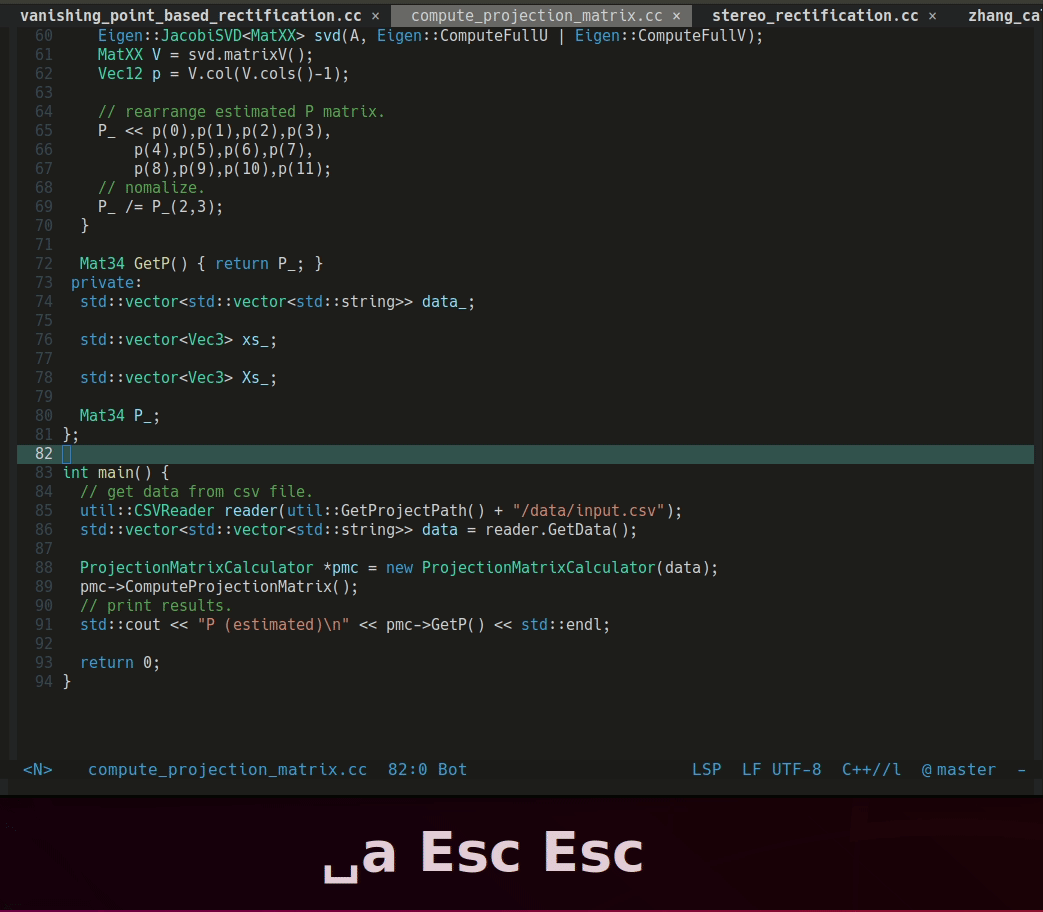 vanishing_point_based_rectification.cc × compute_projection_matrix.cc × stereo_rectification.cc × zhang_ca
60 Eigen::JacobiSVD<MatXX> svd(A, Eigen::ComputeFullU | Eigen::ComputeFullV);
61 MatXX V = svd.matrixV();
62 Vec12 p = V.col(V.cols()-1);
63
64 // rearrange estimated P matrix.
65 P_ << p(0),p(1),p(2),p(3),
66 p(4),p(5),p(6),p(7),
67 p(8),p(9),p(10),p(11);
68 // nomalize.
69 P_ /= P_(2,3);
70 }
71
72 Mat34 GetP() { return P_; }
73 private:
74 std::vector<std::vector<std::string>> data_;
75
76 std::vector<Vec3> xs_;
77
78 std::vector<Vec3> Xs_;
79
80 Mat34 P_;
81 };
82
83 int main() {
84 // get data from csv file.
85 util::CSVReader reader(util::GetProjectPath() + "/data/input.csv");
86 std::vector<std::vector<std::string>> data = reader.GetData();
87
88 ProjectionMatrixCalculator *pmc = new ProjectionMatrixCalculator(data);
89 pmc->ComputeProjectionMatrix();
90 // print results.
91 std::cout << "P (estimated)\n" << pmc->GetP() << std::endl;
92
93 return 0;
94 }
<N> compute_projection_matrix.cc 82:0 Bot LSP LF UTF-8 C++//l @ master -
␣a Esc Esc